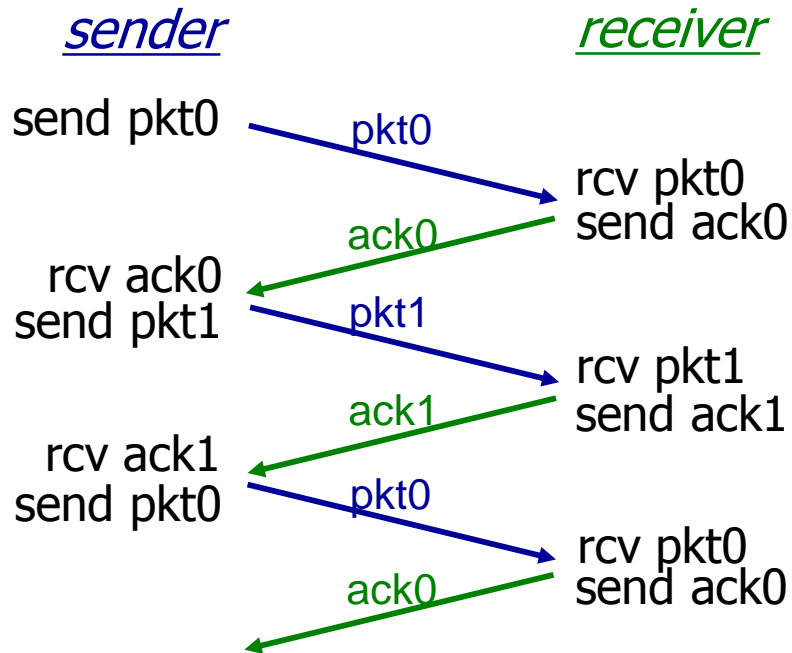 sender
receiver
send pkt0
pkt0
rcv pkt0
send ack0
ack0
rcv ack0
send pkt1
pkt1
rcv pkt1
send ack1
ack1
rcv ack1
send pkt0
pkt0
rcv pkt0
send ack0
ack0